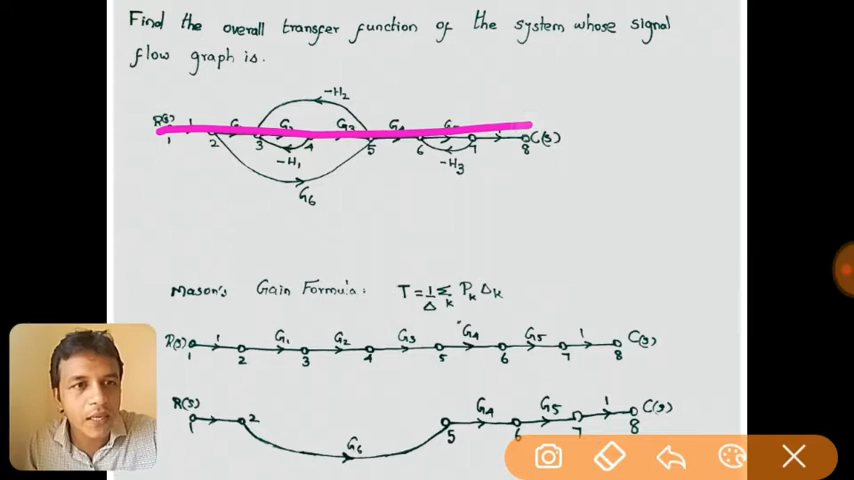 Find the overall transfer function of the system whose signal
flow graph is.
-H2
R(s) 1 G2 G3 G4
1 2 3 4 5 6 7 8 C(s)
-H1 -H3
G6
Mason's Gain Formula: T = 1/Δ Σ k Pk Δk
R(s) 1 G1 G2 G3 G4 G5 1 C(s)
1 2 3 4 5 6 7 8
R(s) 2 G4 G5 1 C(s)
1 G6 5 6 7 8